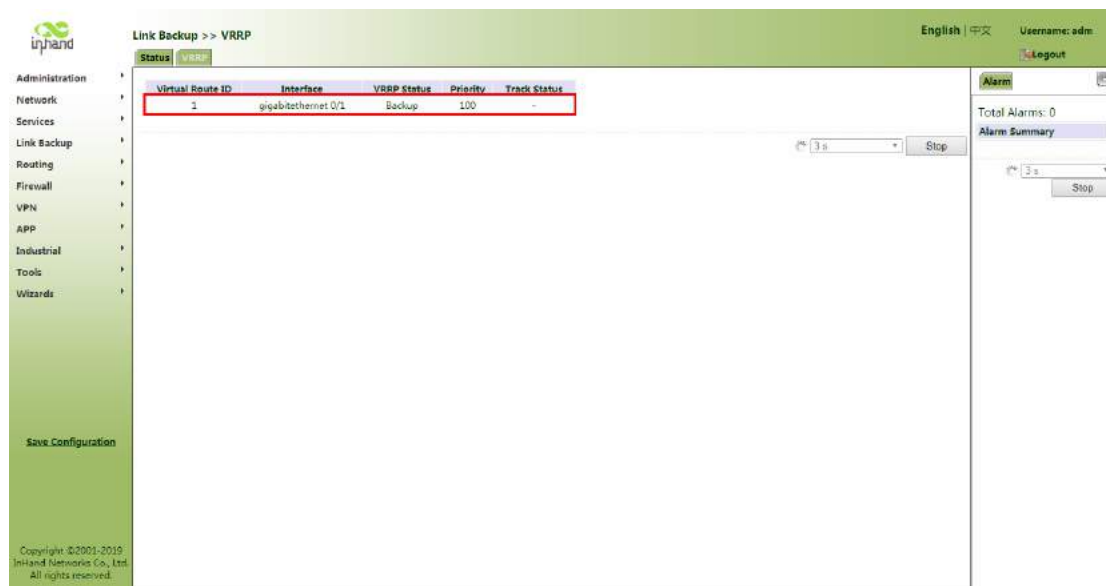 inhand
Link Backup >> VRRP
English | 中文
Username: adm
Logout
Status VRRP
Administration
Network
Services
Link Backup
Routing
Firewall
VPN
APP
Industrial
Tools
Wizards
Save Configuration
Copyright ©2001-2019
InHand Networks Co., Ltd.
All rights reserved.
Virtual Route ID Interface VRRP Status Priority Track Status
1 gigabitethernet 0/1 Backup 100 -
3 s Stop
Alarm
Total Alarms: 0
Alarm Summary
3 s
Stop